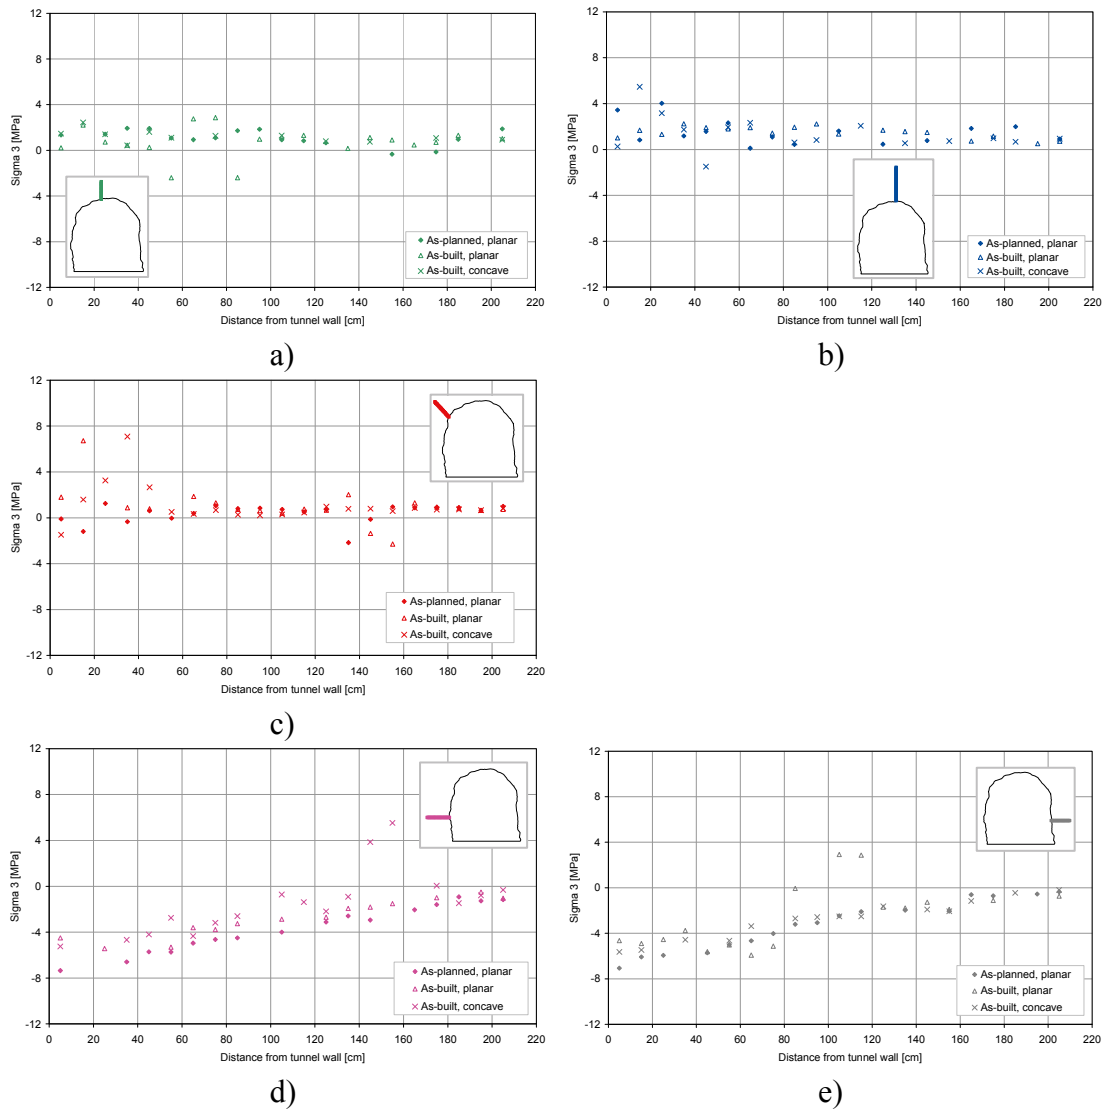 12
8
4
0
-4
-8
-12
Sigma 3 [MPa]
0 20 40 60 80 100 120 140 160 180 200 220
Distance from tunnel wall [cm]
As-planned, planar
As-built, planar
As-built, concave
a)
12
8
4
0
-4
-8
-12
Sigma 3 [MPa]
0 20 40 60 80 100 120 140 160 180 200 220
Distance from tunnel wall [cm]
As-planned, planar
As-built, planar
As-built, concave
b)
12
8
4
0
-4
-8
-12
Sigma 3 [MPa]
0 20 40 60 80 100 120 140 160 180 200 220
Distance from tunnel wall [cm]
As-planned, planar
As-built, planar
As-built, concave
c)
12
8
4
0
-4
-8
-12
Sigma 3 [MPa]
0 20 40 60 80 100 120 140 160 180 200 220
Distance from tunnel wall [cm]
As-planned, planar
As-built, planar
As-built, concave
d)
12
8
4
0
-4
-8
-12
Sigma 3 [MPa]
0 20 40 60 80 100 120 140 160 180 200 220
Distance from tunnel wall [cm]
As-planned, planar
As-built, planar
As-built, concave
e)